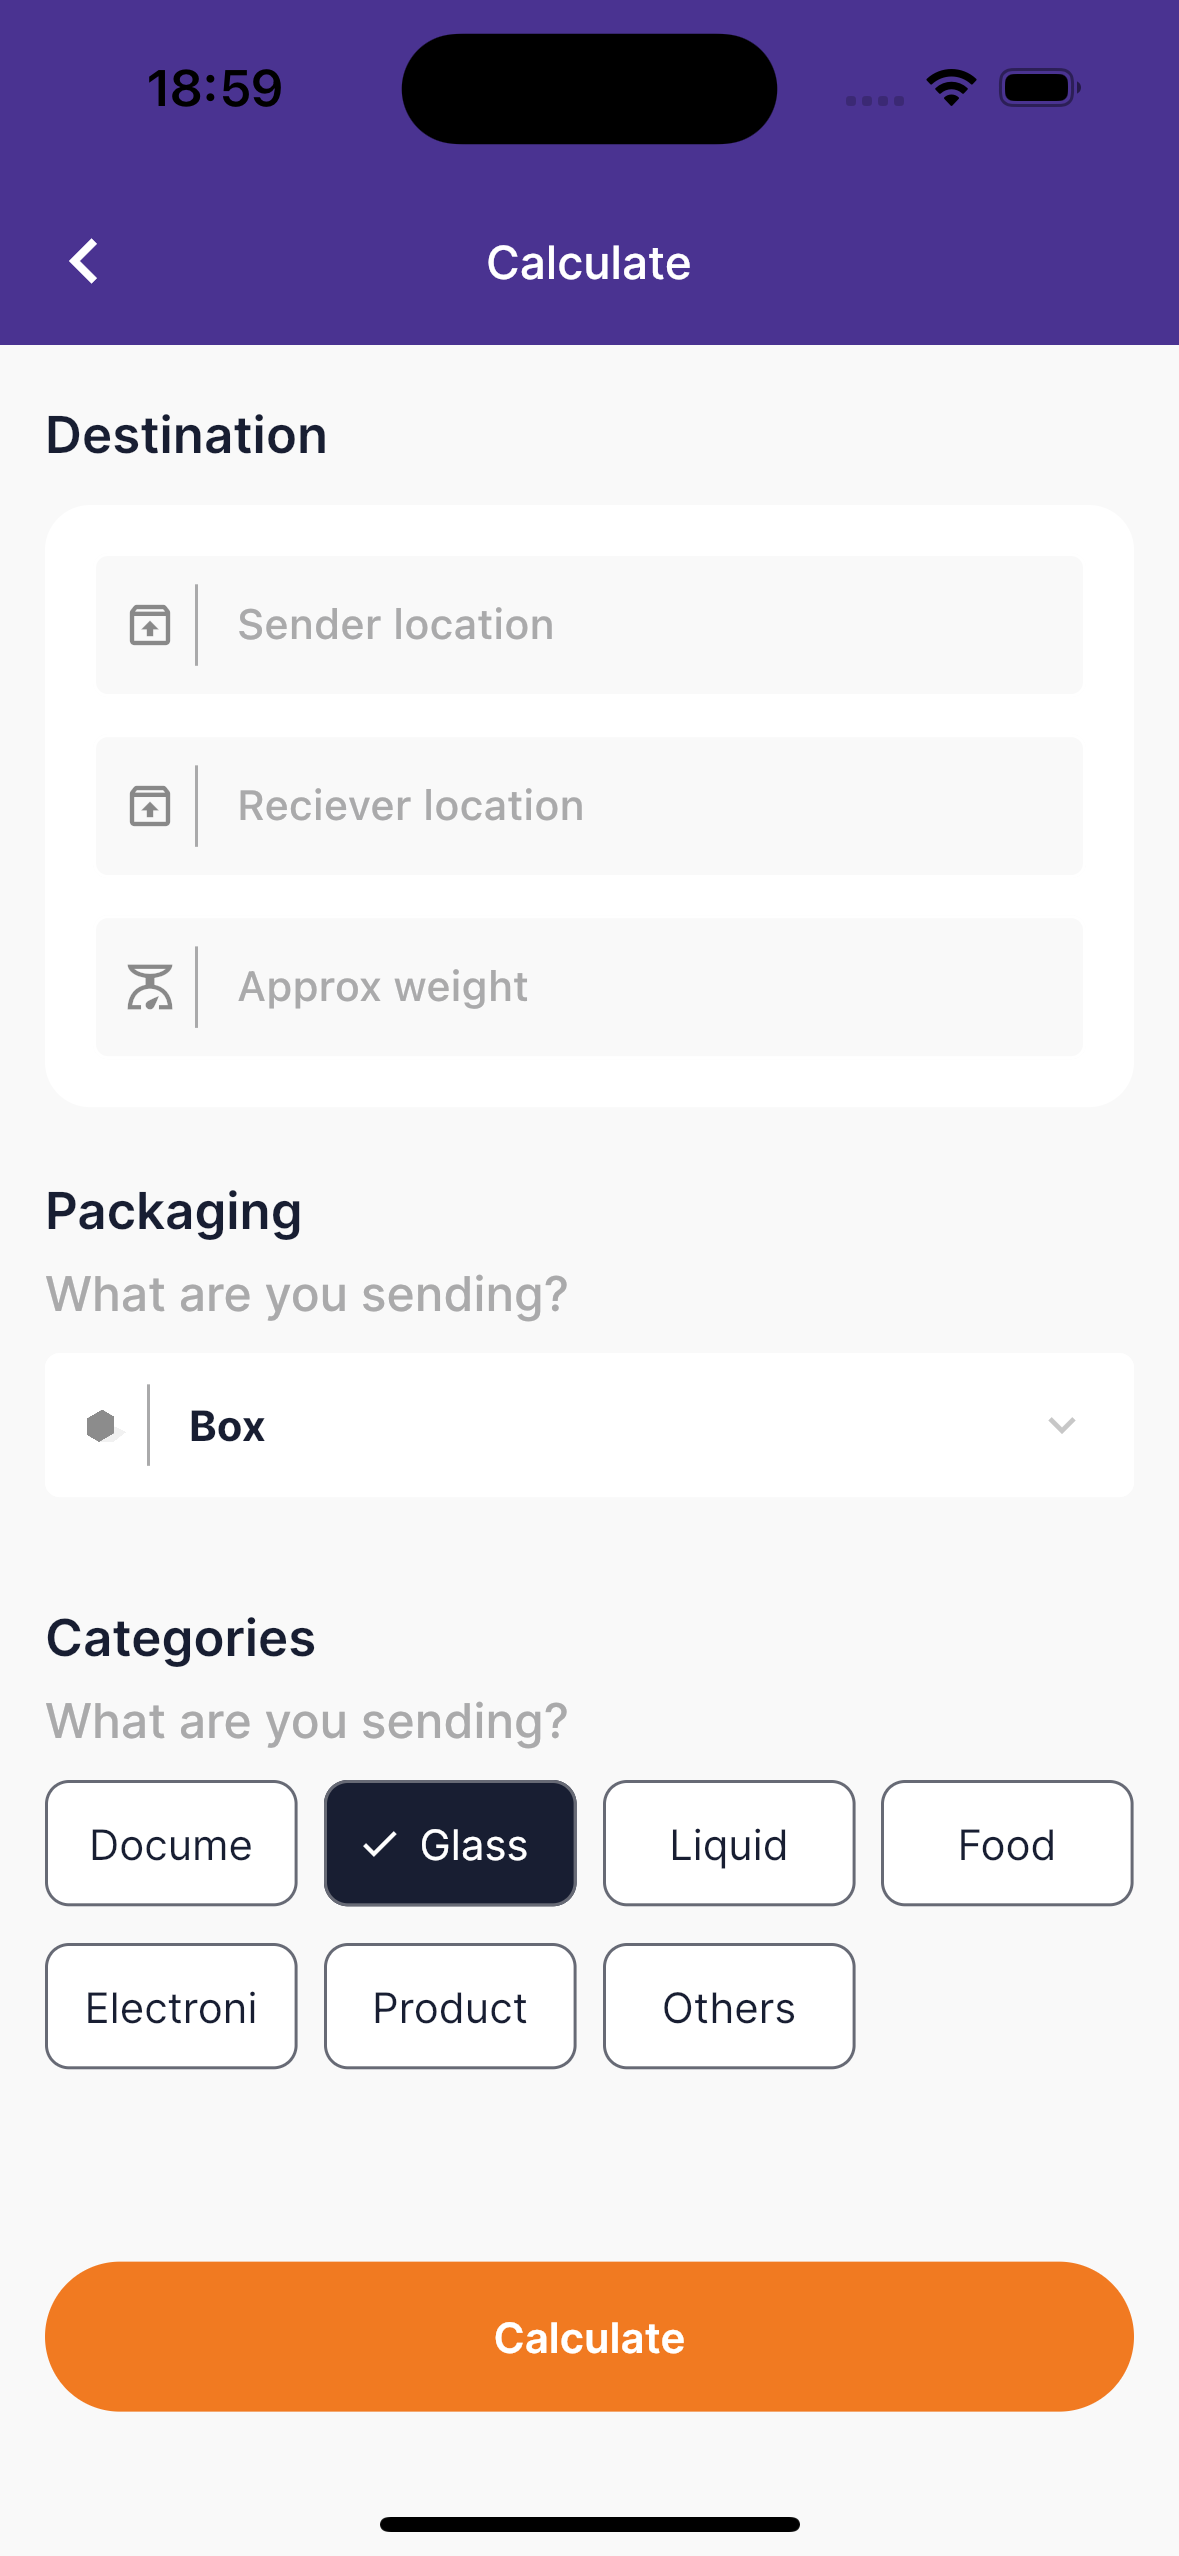 18:59
Calculate
Destination
Sender location
Reciever location
Approx weight
Packaging
What are you sending?
Box
Categories
What are you sending?
Docume
Glass
Liquid
Food
Electroni
Product
Others
Calculate